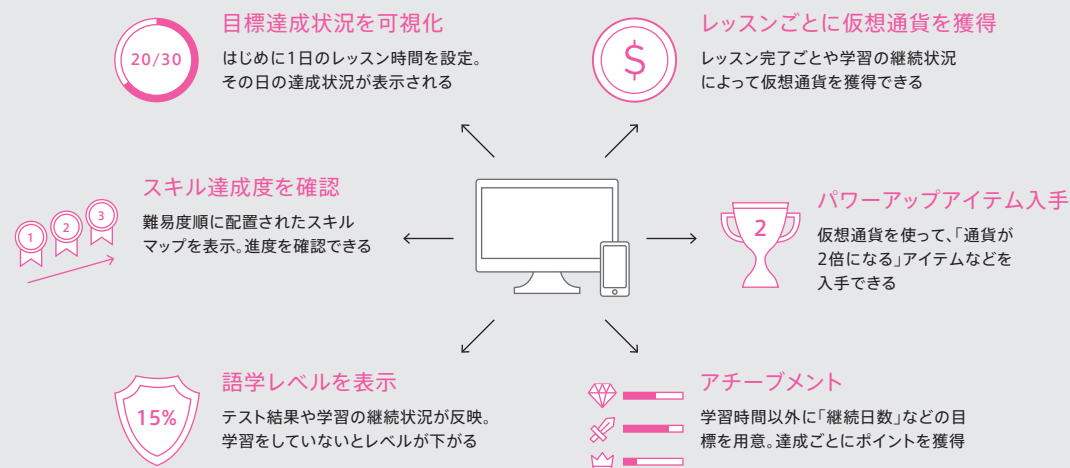 20/30
目標達成状況を可視化
はじめに1日のレッスン時間を設定。
その日の達成状況が表示される
$
レッスンごとに仮想通貨を獲得
レッスン完了ごとや学習の継続状況
によって仮想通貨を獲得できる
1
2
3
スキル達成度を確認
難易度順に配置されたスキル
マップを表示。進度を確認できる
2
パワーアップアイテム入手
仮想通貨を使って、「通貨が
2倍になる」アイテムなどを
入手できる
15%
語学レベルを表示
テスト結果や学習の継続状況が反映。
学習をしていないとレベルが下がる
アチーブメント
学習時間以外に「継続日数」などの目
標を用意。達成ごとにポイントを獲得